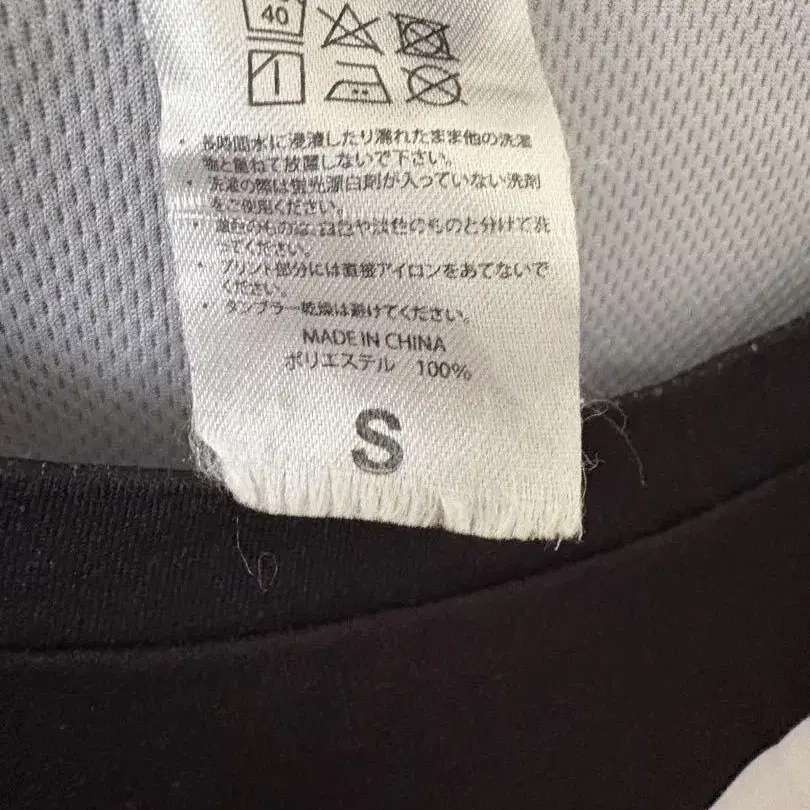 40
・長時間水に浸漬したり濡れたまま他の洗濯
物と重ねて放置しないで下さい。
・洗濯の際は蛍光漂白剤が入っていない洗剤
をご使用ください。
・濃色のものは、白色や淡色のものと分けて洗
ってください。
・プリント部分には直接アイロンをあてないで
ください。
・タンブラー乾燥は避けてください。
MADE IN CHINA
ポリエステル 100%
S